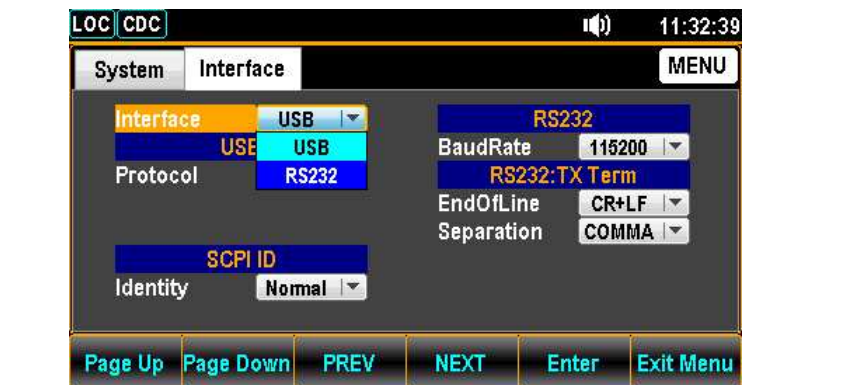 LOC CDC 11:32:39
System Interface MENU
Interface USB
USB
RS232
Protocol
SCPI ID
Identity Normal
RS232
BaudRate 115200
RS232:TX Term
EndOfLine CR+LF
Separation COMMA
Page Up Page Down PREV NEXT Enter Exit Menu